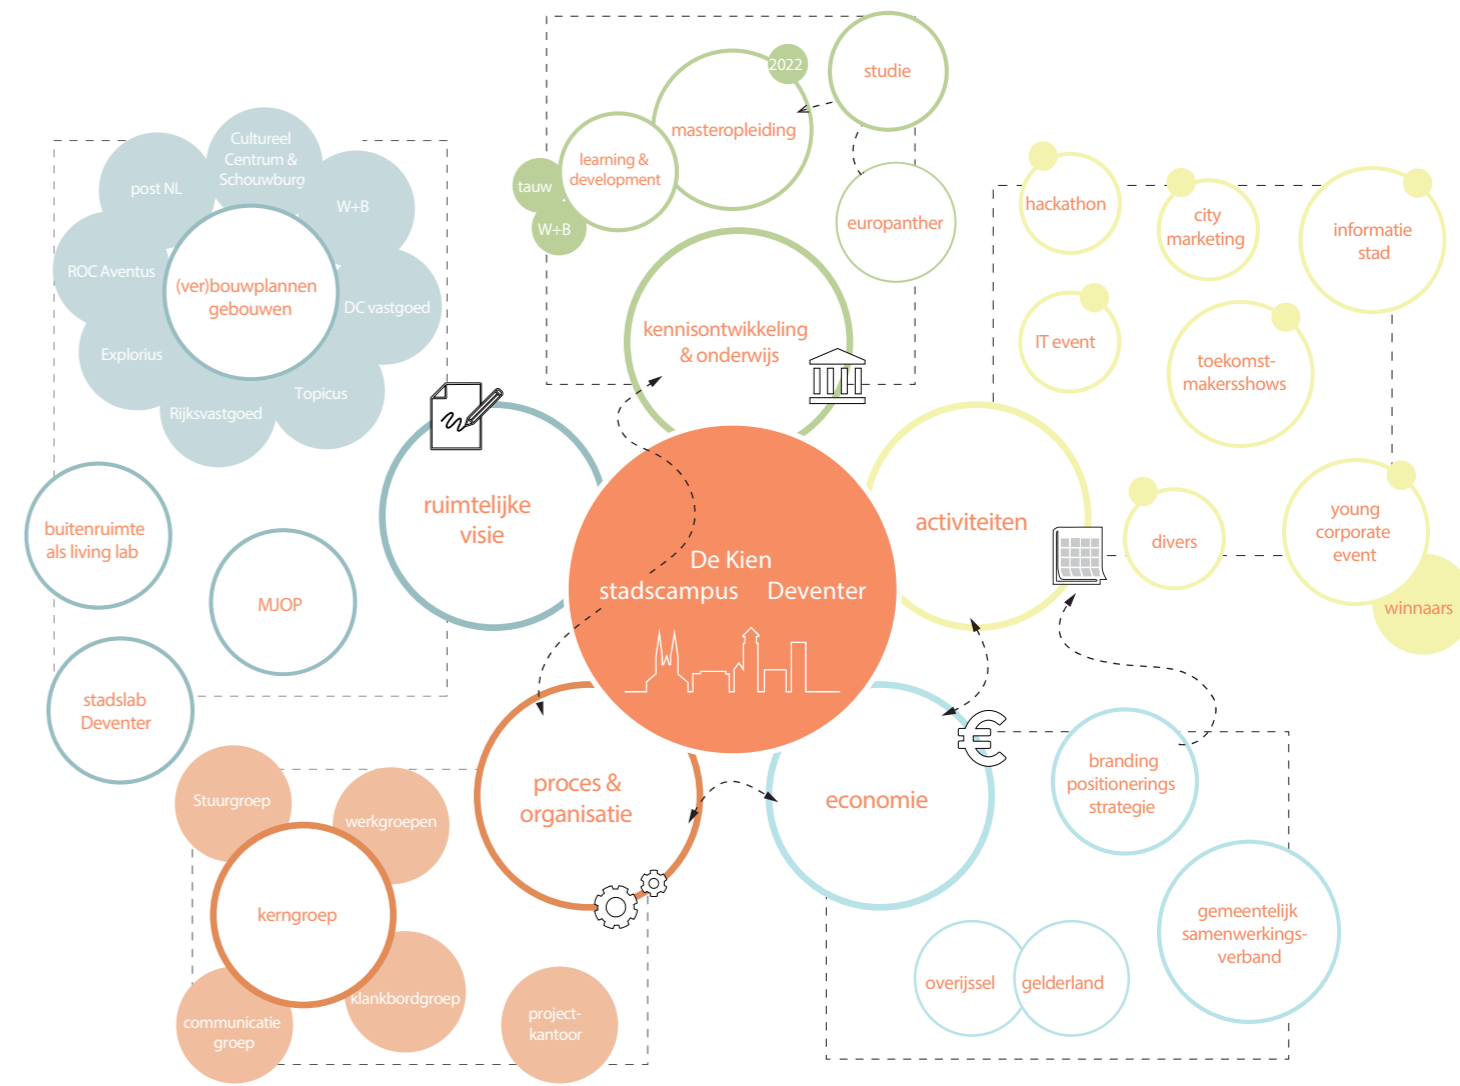 De Kien
stadscampus Deventer
kennisontwikkeling
& onderwijs
learning &
development
tauw
W+B
masteropleiding
2022
studie
europanther
activiteiten
hackathon
city
marketing
informatie
stad
IT event
toekomst-
makersshows
divers
young
corporate
event
winnaars
economie
branding
positionerings
strategie
gemeentelijk
samenwerkings-
verband
overijssel
gelderland
proces &
organisatie
kerngroep
Stuurgroep
werkgroepen
klankbordgroep
communicatie
groep
project-
kantoor
ruimtelijke
visie
(ver)bouwplannen
gebouwen
Cultureel
Centrum &
Schouwburg
W+B
DC vastgoed
Topicus
Rijksvastgoed
Explorius
ROC Aventus
post NL
buitenruimte
als living lab
MJOP
stadslab
Deventer